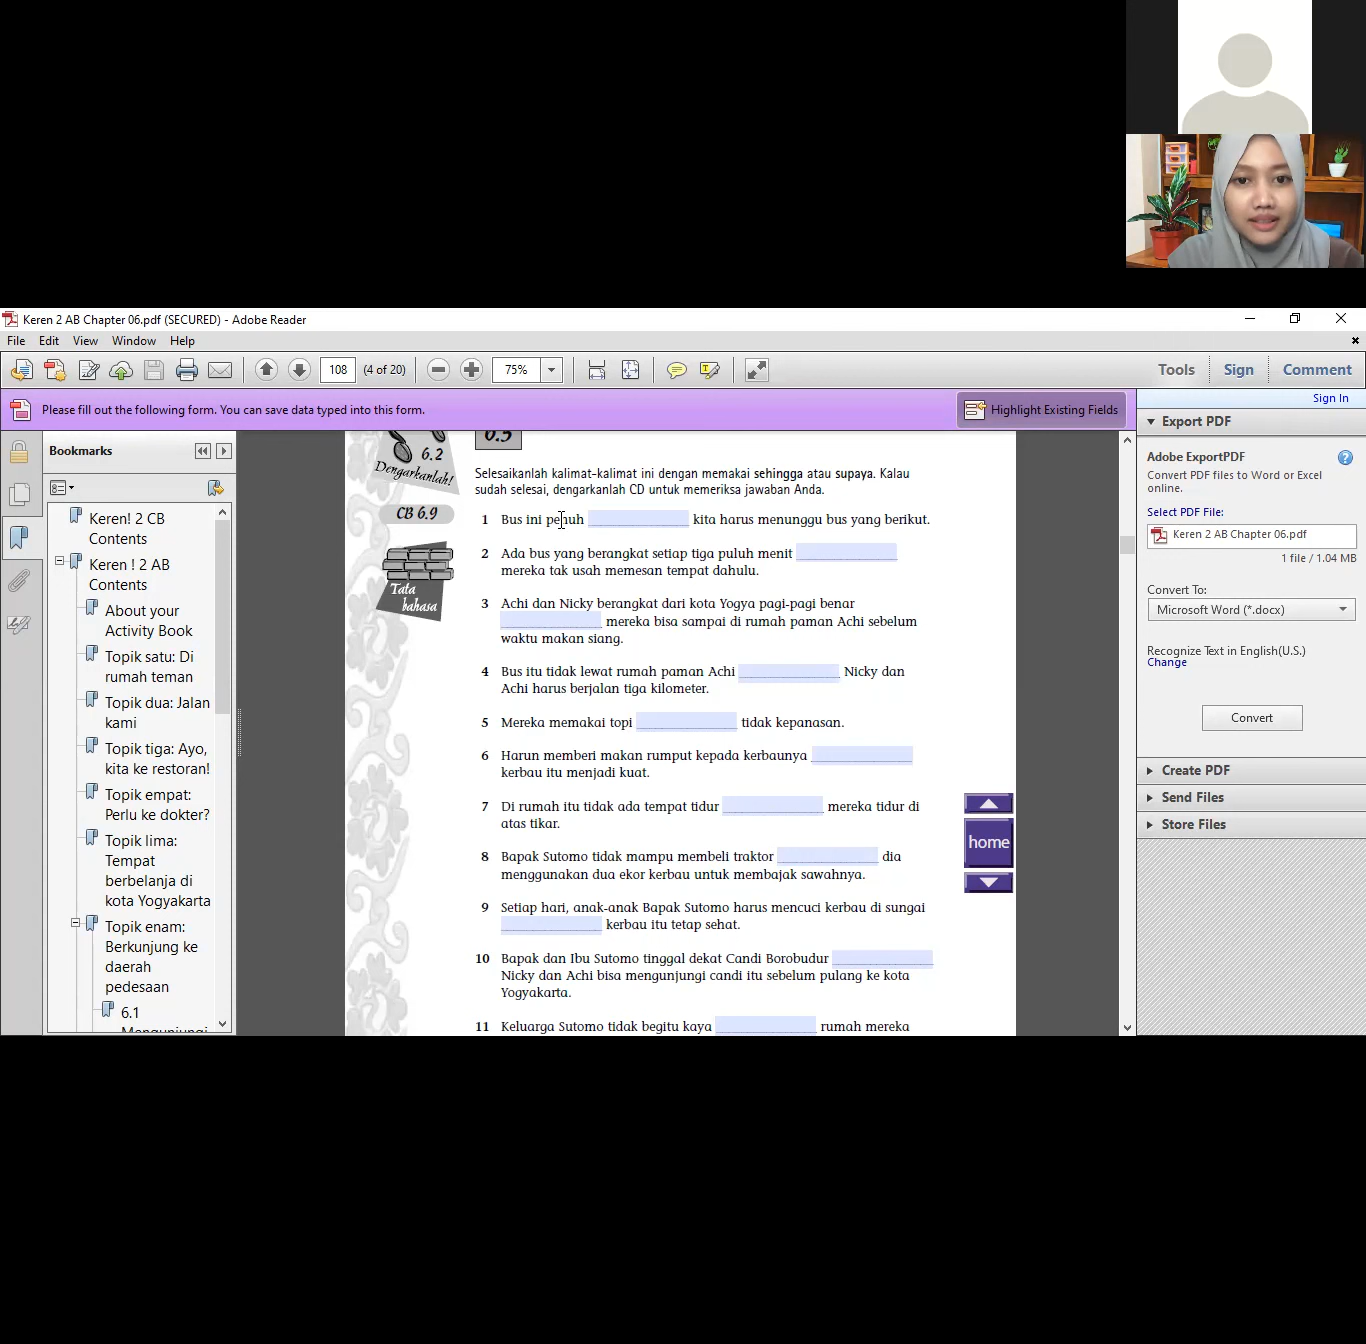 Keren 2 AB Chapter 06.pdf (SECURED) - Adobe Reader
File Edit View Window Help
108 (4 of 20) 75% Tools Sign Comment
Please fill out the following form. You can save data typed into this form. Highlight Existing Fields
Sign In
Bookmarks
Keren! 2 CB
Contents
Keren ! 2 AB
Contents
About your
Activity Book
Topik satu: Di
rumah teman
Topik dua: Jalan
kami
Topik tiga: Ayo,
kita ke restoran!
Topik empat:
Perlu ke dokter?
Topik lima:
Tempat
berbelanja di
kota Yogyakarta
Topik enam:
Berkunjung ke
daerah
pedesaan
6.1
Mengunjungi
6.2
Dengarkanlah!
CB 6.9
Tata
bahasa
6.5
Selesaikanlah kalimat-kalimat ini dengan memakai sehingga atau supaya. Kalau
sudah selesai, dengarkanlah CD untuk memeriksa jawaban Anda.
1 Bus ini penuh kita harus menunggu bus yang berikut.
2 Ada bus yang berangkat setiap tiga puluh menit
mereka tak usah memesan tempat dahulu.
3 Achi dan Nicky berangkat dari kota Yogya pagi-pagi benar
mereka bisa sampai di rumah paman Achi sebelum
waktu makan siang.
4 Bus itu tidak lewat rumah paman Achi Nicky dan
Achi harus berjalan tiga kilometer.
5 Mereka memakai topi tidak kepanasan.
6 Harun memberi makan rumput kepada kerbaunya
kerbau itu menjadi kuat.
7 Di rumah itu tidak ada tempat tidur mereka tidur di
atas tikar.
8 Bapak Sutomo tidak mampu membeli traktor dia
menggunakan dua ekor kerbau untuk membajak sawahnya.
9 Setiap hari, anak-anak Bapak Sutomo harus mencuci kerbau di sungai
kerbau itu tetap sehat.
10 Bapak dan Ibu Sutomo tinggal dekat Candi Borobudur
Nicky dan Achi bisa mengunjungi candi itu sebelum pulang ke kota
Yogyakarta.
11 Keluarga Sutomo tidak begitu kaya rumah mereka
home
Export PDF
Adobe ExportPDF
Convert PDF files to Word or Excel
online.
Select PDF File:
Keren 2 AB Chapter 06.pdf
1 file / 1.04 MB
Convert To:
Microsoft Word (*.docx)
Recognize Text in English(U.S.)
Change
Convert
Create PDF
Send Files
Store Files